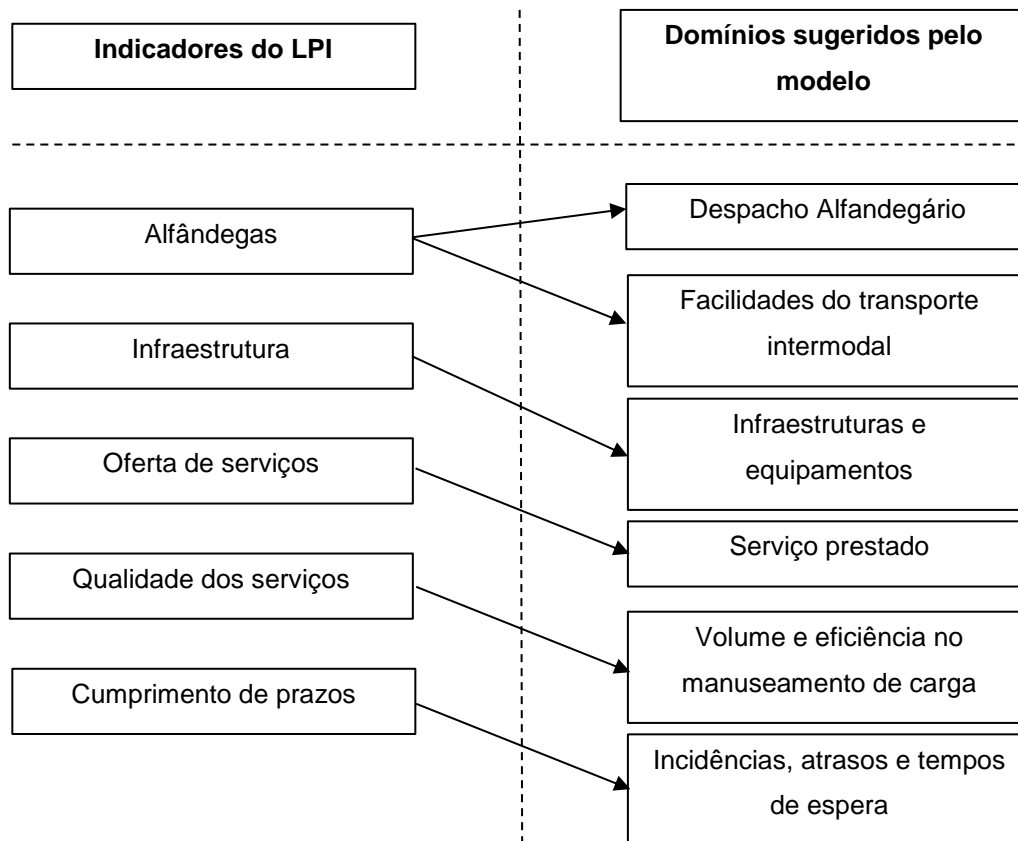 Indicadores do LPI
Domínios sugeridos pelo
modelo
Alfândegas
Infraestrutura
Oferta de serviços
Qualidade dos serviços
Cumprimento de prazos
Despacho Alfandegário
Facilidades do transporte
intermodal
Infraestruturas e
equipamentos
Serviço prestado
Volume e eficiência no
manuseamento de carga
Incidências, atrasos e tempos
de espera